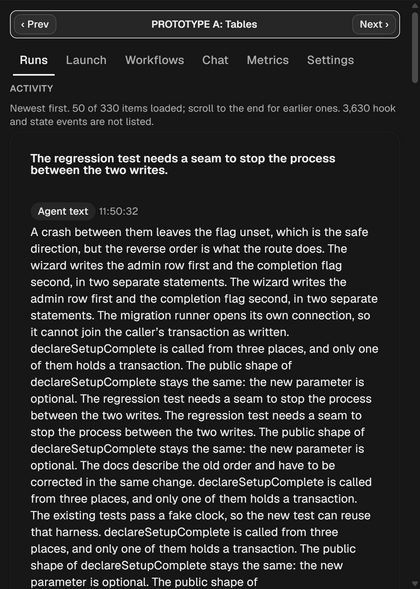 ‹ Prev
PROTOTYPE A: Tables
Next ›
Runs
Launch
Workflows
Chat
Metrics
Settings
ACTIVITY
Newest first. 50 of 330 items loaded; scroll to the end for earlier ones. 3,630 hook
and state events are not listed.
The regression test needs a seam to stop the process
between the two writes.
Agent text 11:50:32
A crash between them leaves the flag unset, which is the safe
direction, but the reverse order is what the route does. The
wizard writes the admin row first and the completion flag
second, in two separate statements. The wizard writes the
admin row first and the completion flag second, in two separate
statements. The migration runner opens its own connection, so
it cannot join the caller's transaction as written.
declareSetupComplete is called from three places, and only one
of them holds a transaction. The public shape of
declareSetupComplete stays the same: the new parameter is
optional. The regression test needs a seam to stop the process
between the two writes. The regression test needs a seam to
stop the process between the two writes. The public shape of
declareSetupComplete stays the same: the new parameter is
optional. The docs describe the old order and have to be
corrected in the same change. declareSetupComplete is called
from three places, and only one of them holds a transaction.
The existing tests pass a fake clock, so the new test can reuse
that harness. declareSetupComplete is called from three
places, and only one of them holds a transaction. The public
shape of declareSetupComplete stays the same: the new
parameter is optional. The public shape of